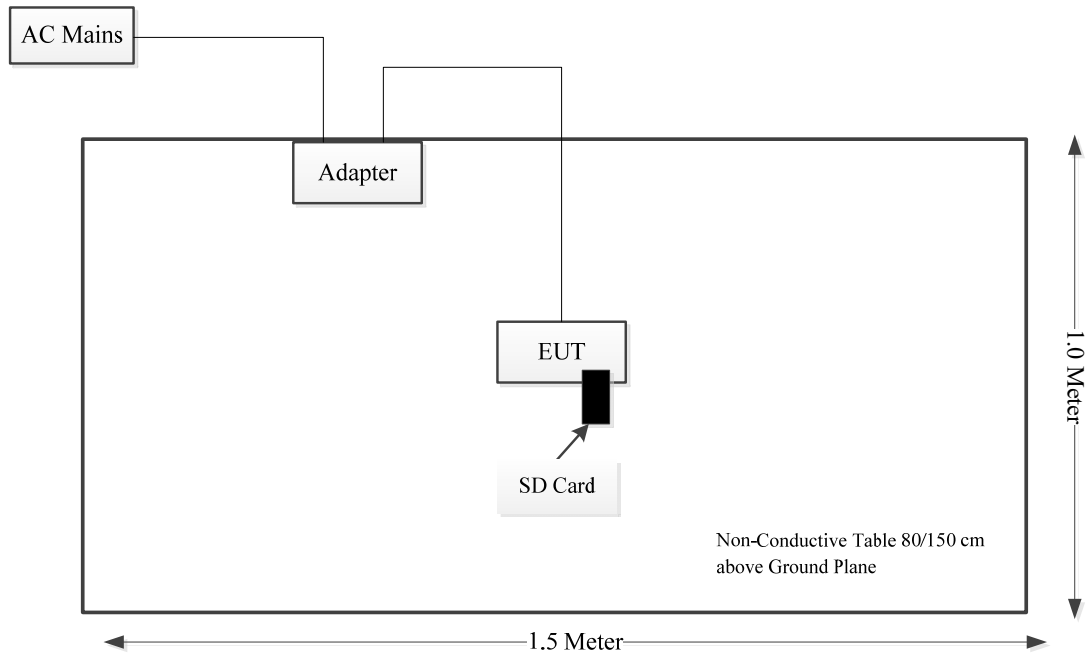 AC Mains
Adapter
EUT
SD Card
Non-Conductive Table 80/150 cm
above Ground Plane
1.0 Meter
1.5 Meter